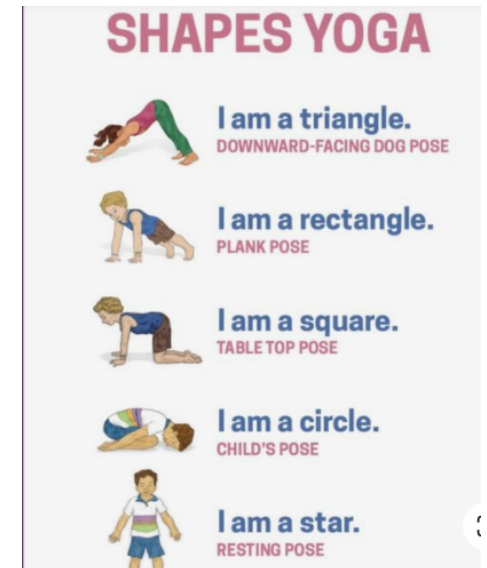 SHAPES YOGA
I am a triangle.
DOWNWARD-FACING DOG POSE
I am a rectangle.
PLANK POSE
I am a square.
TABLE TOP POSE
I am a circle.
CHILD'S POSE
I am a star.
RESTING POSE